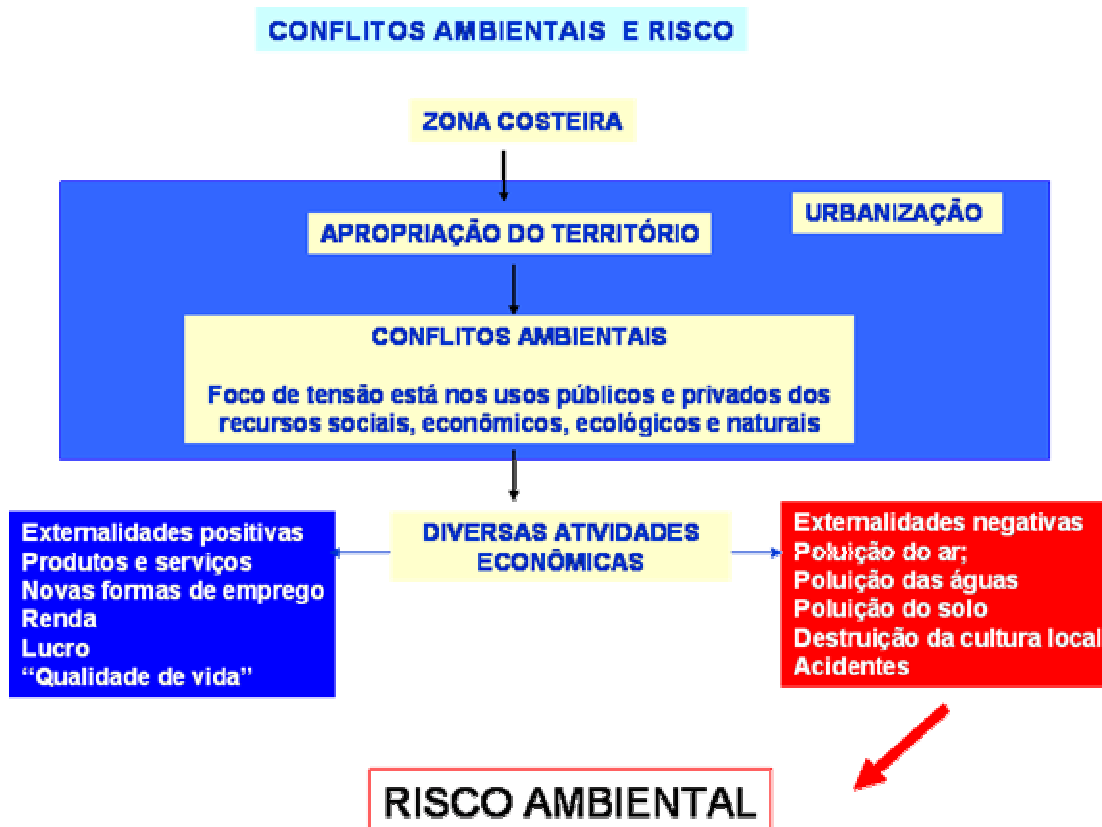 CONFLITOS AMBIENTAIS E RISCO
ZONA COSTEIRA
URBANIZAÇÃO
APROPRIAÇÃO DO TERRITÓRIO
CONFLITOS AMBIENTAIS
Foco de tensão está nos usos públicos e privados dos
recursos sociais, econômicos, ecológicos e naturais
Externalidades positivas
Produtos e serviços
Novas formas de emprego
Renda
Lucro
“Qualidade de vida”
DIVERSAS ATIVIDADES
ECONÔMICAS
Externalidades negativas
Poluição do ar;
Poluição das águas
Poluição do solo
Destruição da cultura local
Acidentes
RISCO AMBIENTAL